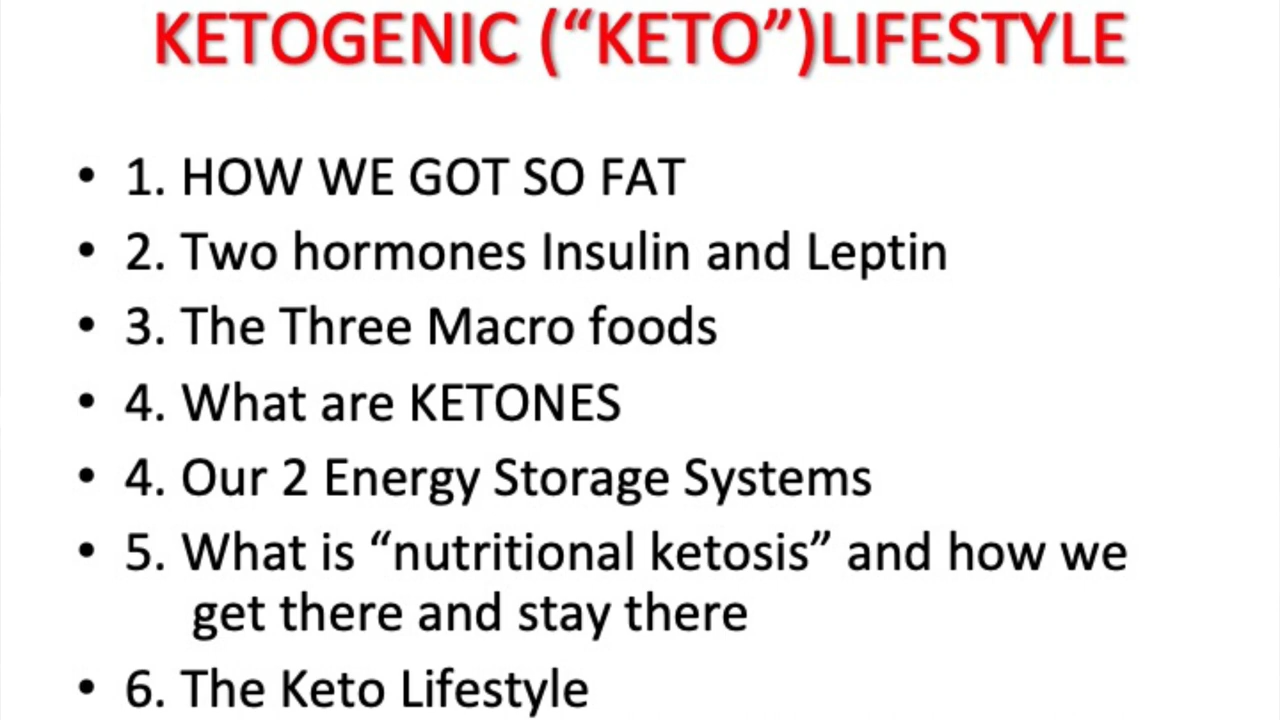 KETOGENIC (“KETO”)LIFESTYLE
• 1. HOW WE GOT SO FAT
• 2. Two hormones Insulin and Leptin
• 3. The Three Macro foods
• 4. What are KETONES
• 4. Our 2 Energy Storage Systems
• 5. What is “nutritional ketosis” and how we
get there and stay there
• 6. The Keto Lifestyle